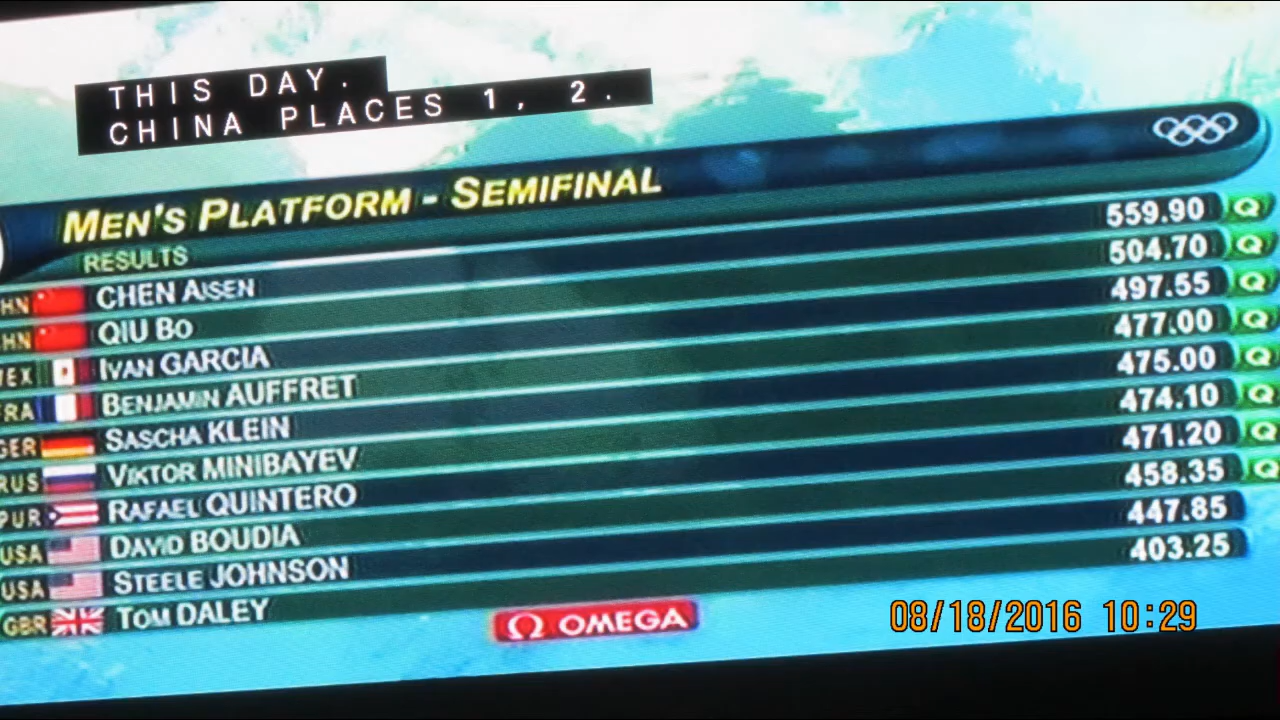 THIS DAY.
CHINA PLACES 1, 2.
MEN'S PLATFORM - SEMIFINAL
RESULTS
HN CHEN AISEN 559.90 Q
HN QIU BO 504.70 Q
MEX IVAN GARCIA 497.55 Q
FRA BENJAMIN AUFFRET 477.00 Q
GER SASCHA KLEIN 475.00 Q
RUS VIKTOR MINIBAYEV 474.10 Q
PUR RAFAEL QUINTERO 471.20 Q
USA DAVID BOUDIA 458.35 Q
USA STEELE JOHNSON 447.85
GBR TOM DALEY 403.25
Ω OMEGA
08/18/2016 10:29